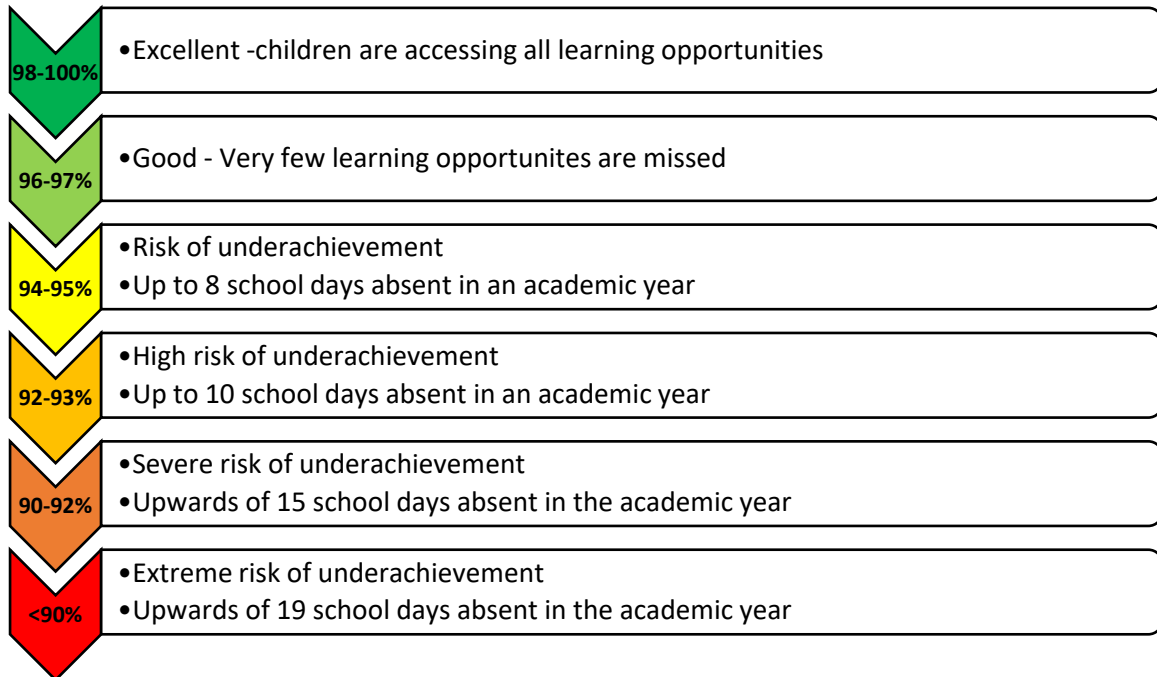 98-100%
•Excellent -children are accessing all learning opportunities
96-97%
•Good - Very few learning opportunites are missed
94-95%
•Risk of underachievement
•Up to 8 school days absent in an academic year
92-93%
•High risk of underachievement
•Up to 10 school days absent in an academic year
90-92%
•Severe risk of underachievement
•Upwards of 15 school days absent in the academic year
<90%
•Extreme risk of underachievement
•Upwards of 19 school days absent in the academic year